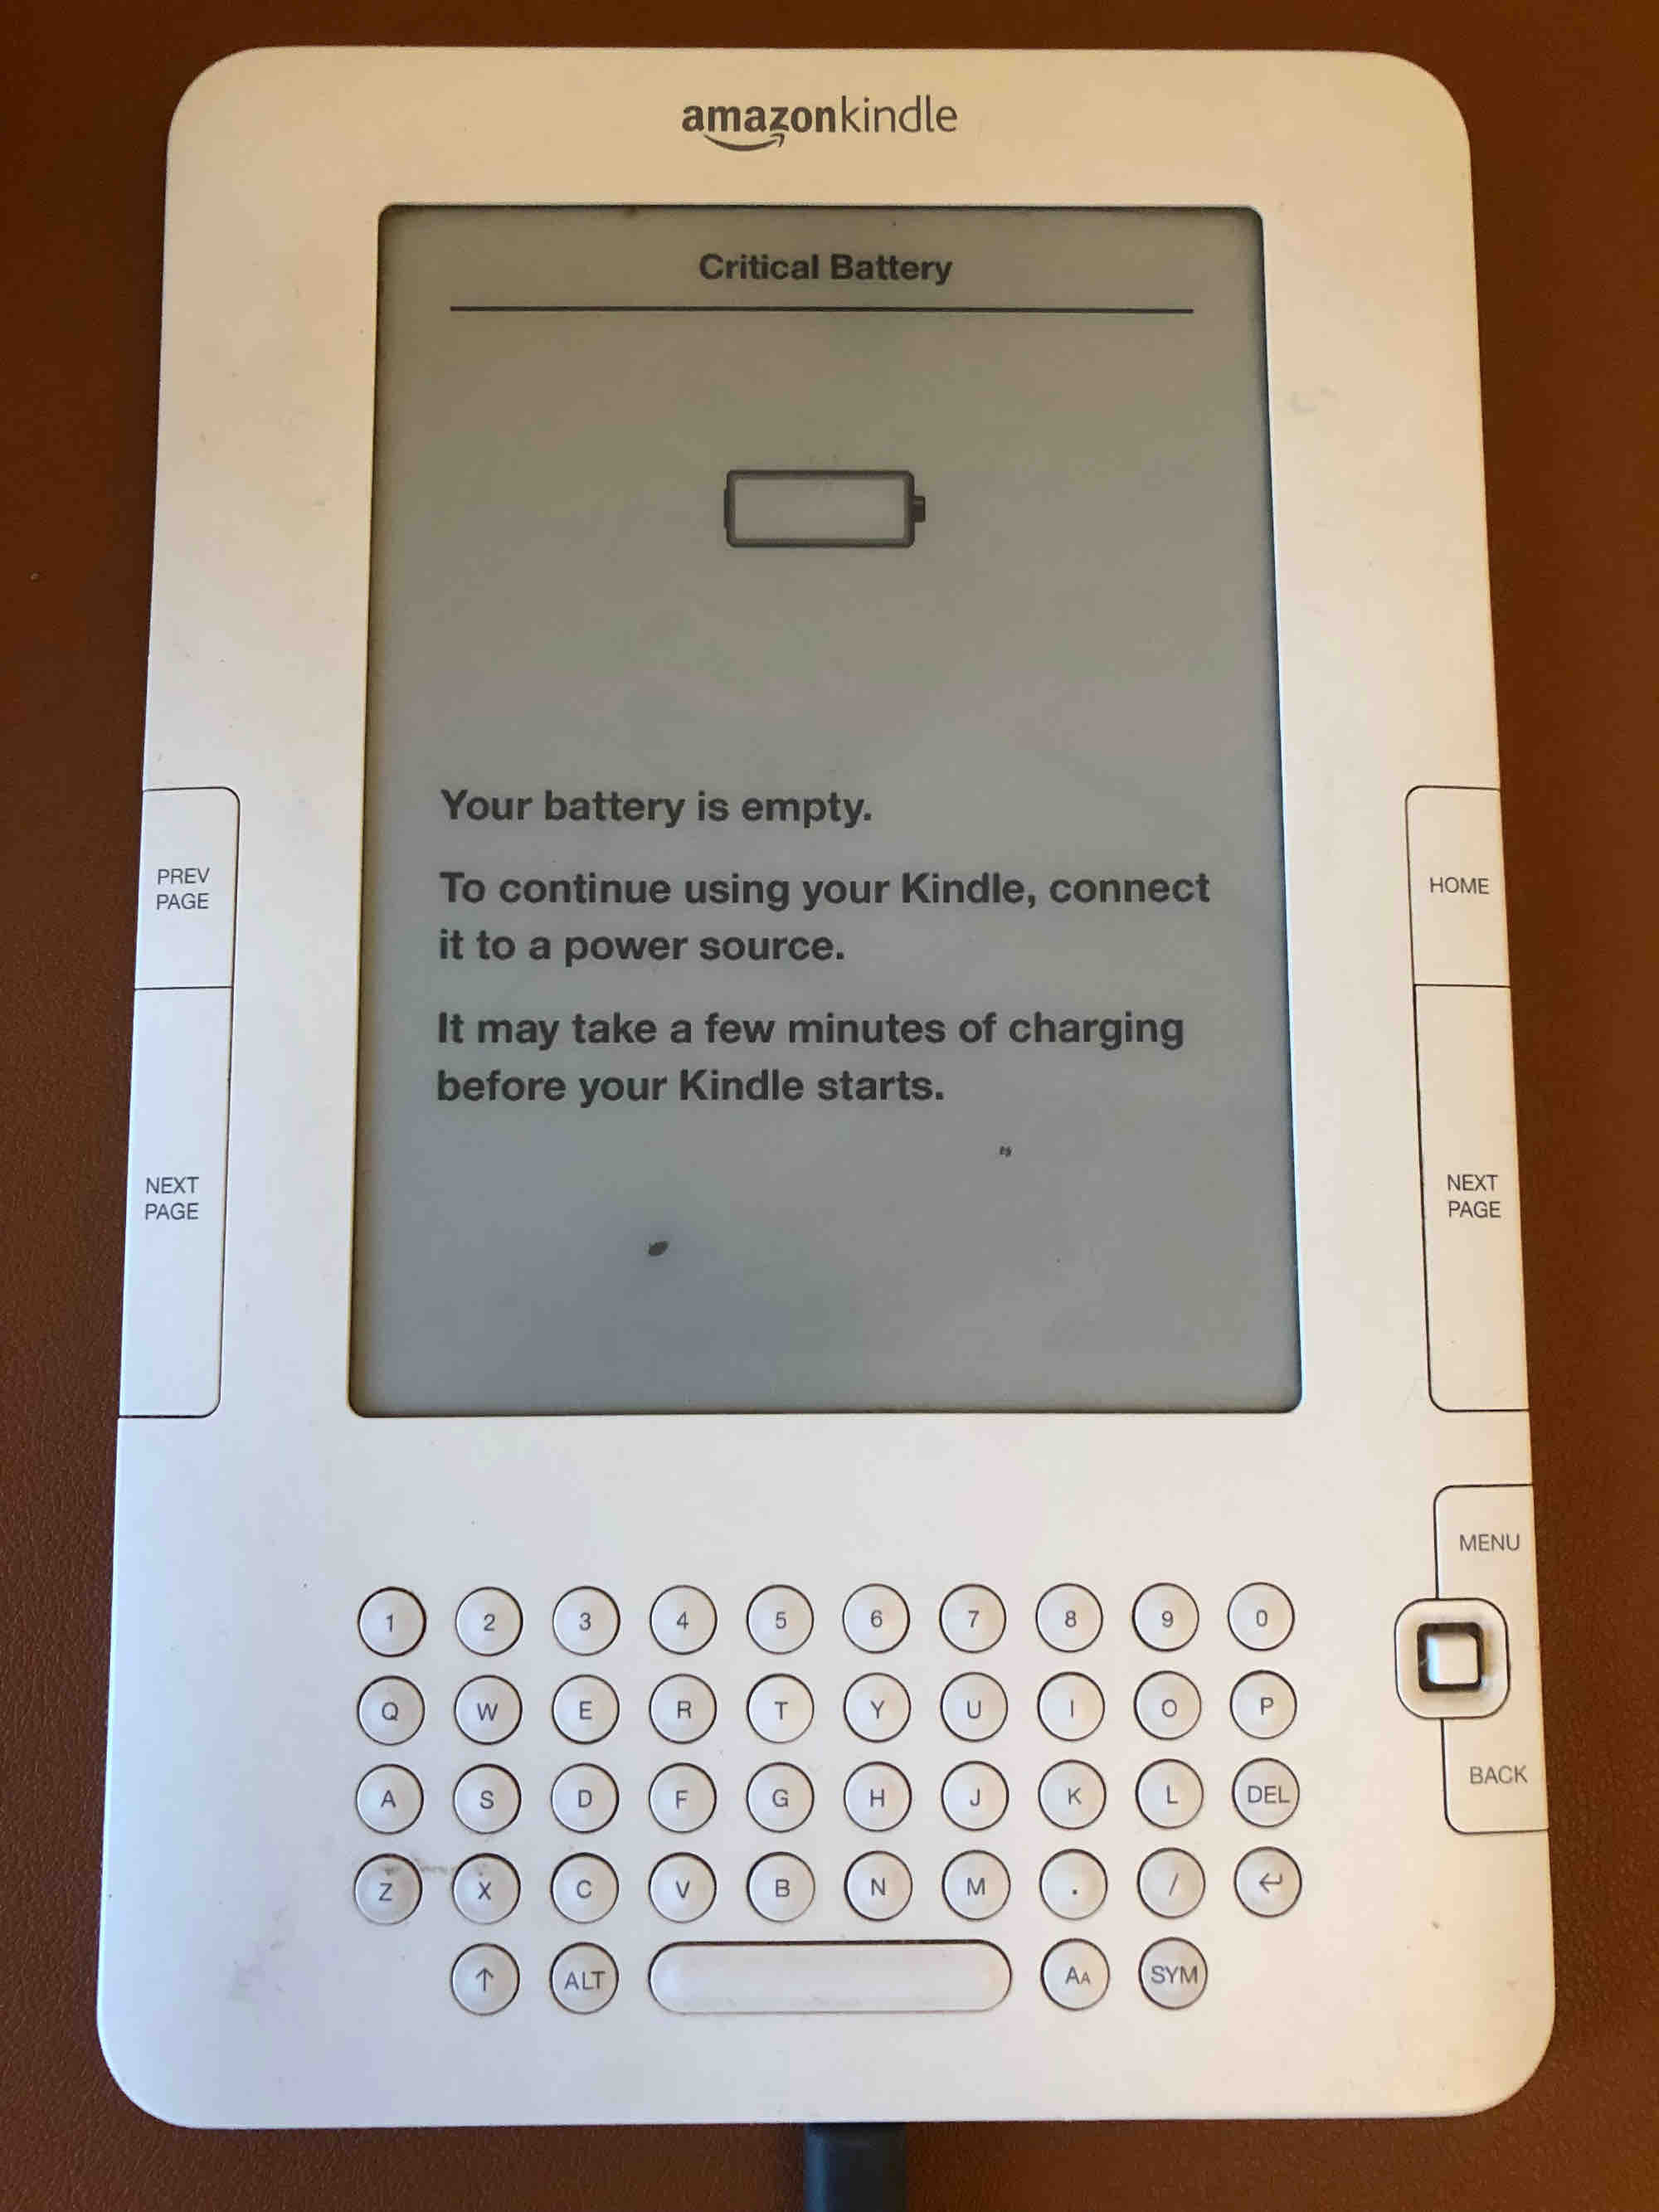 amazonkindle
Critical Battery
Your battery is empty.
To continue using your Kindle, connect
it to a power source.
It may take a few minutes of charging
before your Kindle starts.
PREV
PAGE
NEXT
PAGE
HOME
NEXT
PAGE
MENU
BACK
1 2 3 4 5 6 7 8 9 0
Q W E R T Y U I O P
A S D F G H J K L DEL
Z X C V B N M . / ↵
↑ ALT AA SYM